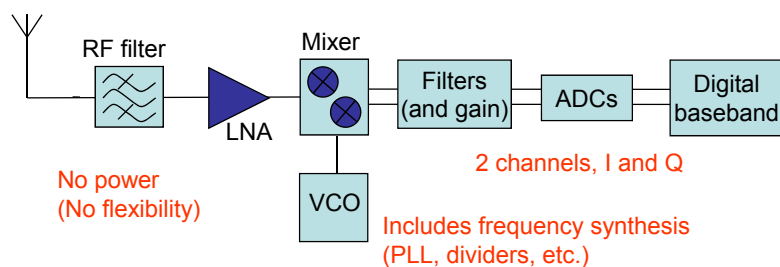 RF filter
LNA
Mixer
Filters
(and gain)
ADCs
Digital
baseband
VCO
No power
(No flexibility)
2 channels, I and Q
Includes frequency synthesis
(PLL, dividers, etc.)